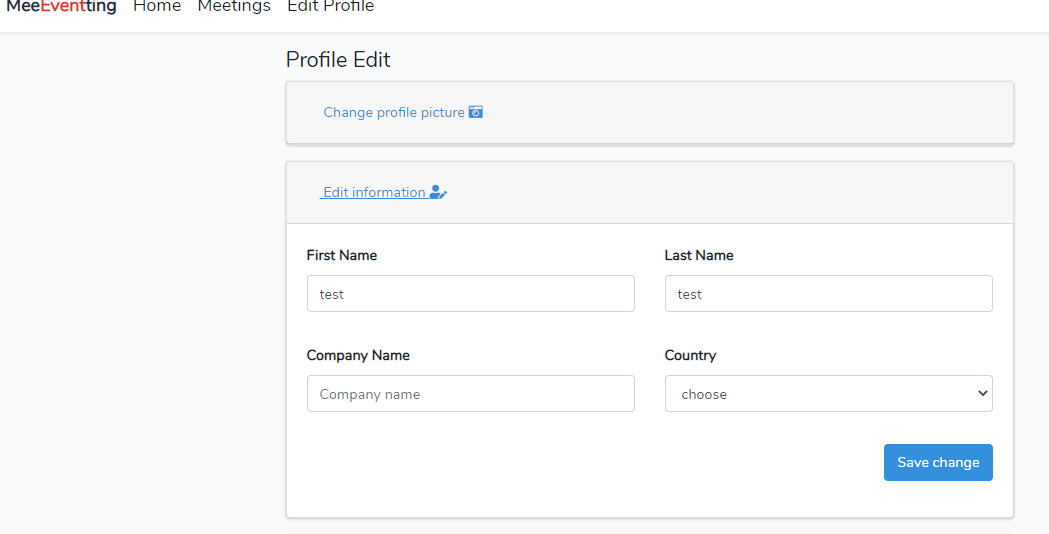 MeeEventting Home Meetings Edit Profile
Profile Edit
Change profile picture
Edit information
First Name Last Name
test test
Company Name Country
Company name choose
Save change